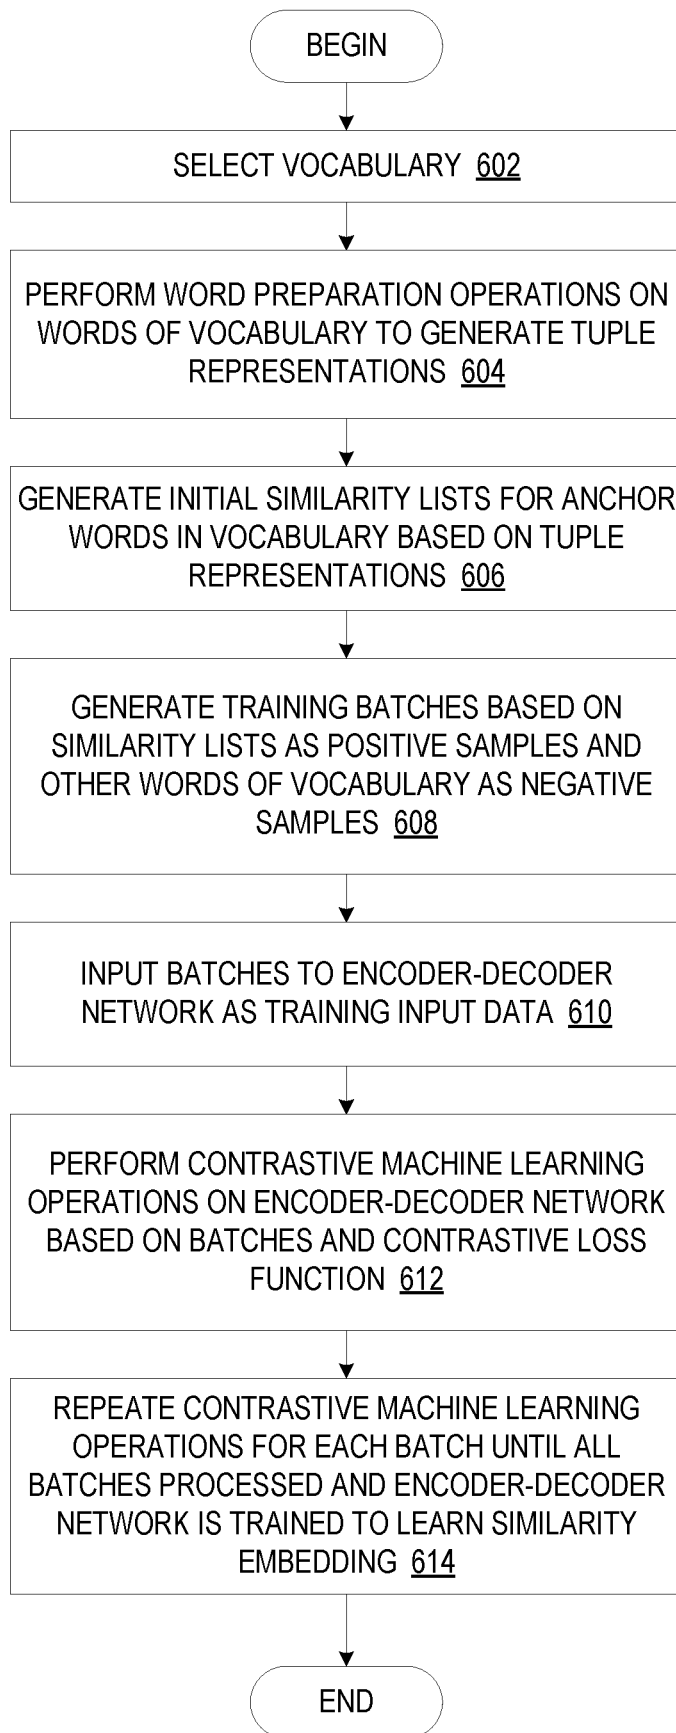 BEGIN
SELECT VOCABULARY 602
PERFORM WORD PREPARATION OPERATIONS ON
WORDS OF VOCABULARY TO GENERATE TUPLE
REPRESENTATIONS 604
GENERATE INITIAL SIMILARITY LISTS FOR ANCHOR
WORDS IN VOCABULARY BASED ON TUPLE
REPRESENTATIONS 606
GENERATE TRAINING BATCHES BASED ON
SIMILARITY LISTS AS POSITIVE SAMPLES AND
OTHER WORDS OF VOCABULARY AS NEGATIVE
SAMPLES 608
INPUT BATCHES TO ENCODER-DECODER
NETWORK AS TRAINING INPUT DATA 610
PERFORM CONTRASTIVE MACHINE LEARNING
OPERATIONS ON ENCODER-DECODER NETWORK
BASED ON BATCHES AND CONTRASTIVE LOSS
FUNCTION 612
REPEAT CONTRASTIVE MACHINE LEARNING
OPERATIONS FOR EACH BATCH UNTIL ALL
BATCHES PROCESSED AND ENCODER-DECODER
NETWORK IS TRAINED TO LEARN SIMILARITY
EMBEDDING 614
END